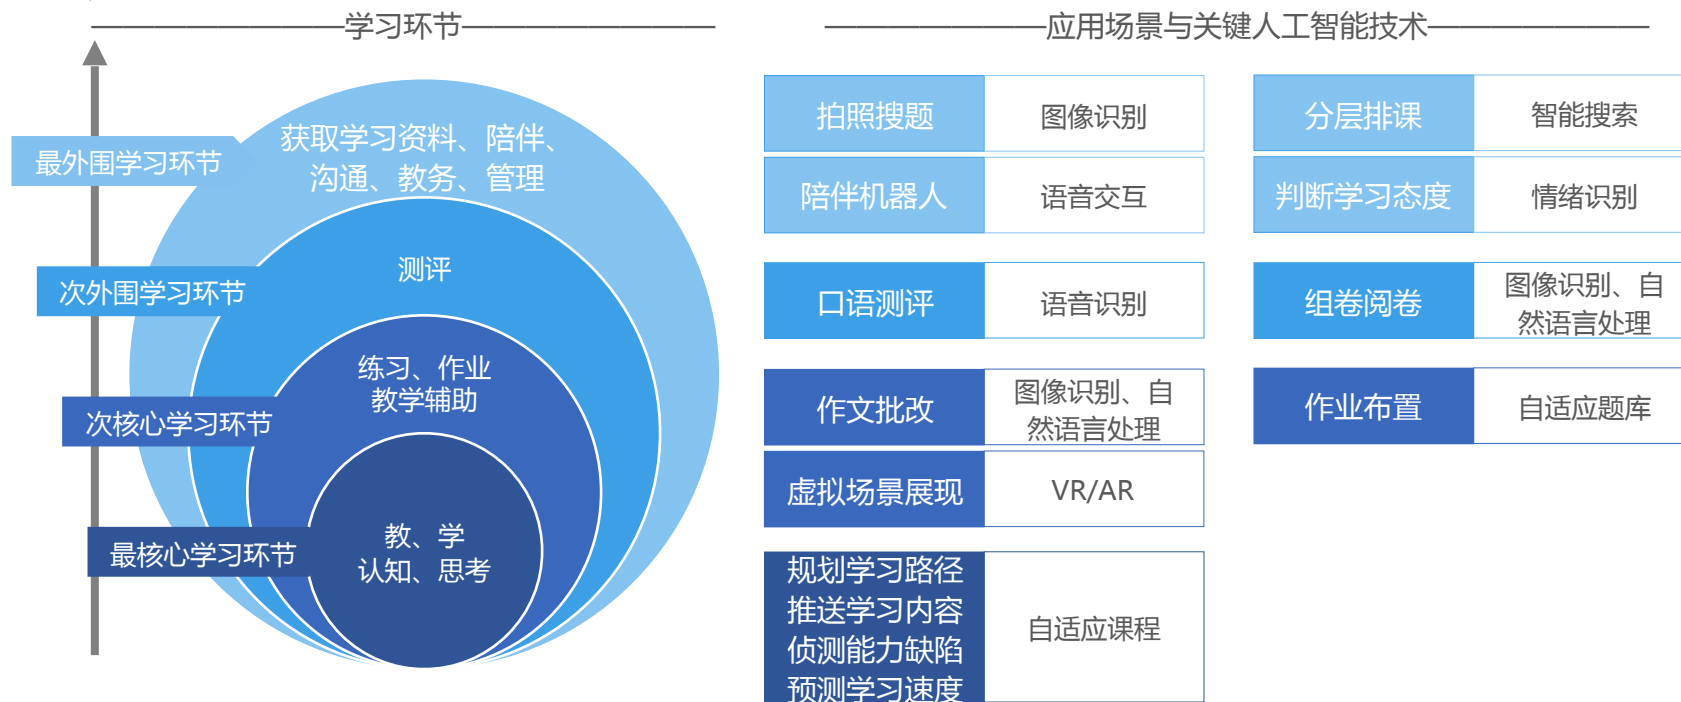 学习环节
应用场景与关键人工智能技术
最外围学习环节
获取学习资料、陪伴、
沟通、教务、管理
次外围学习环节
测评
次核心学习环节
练习、作业
教学辅助
最核心学习环节
教、学
认知、思考
拍照搜题
图像识别
分层排课
智能搜索
陪伴机器人
语音交互
判断学习态度
情绪识别
口语测评
语音识别
组卷阅卷
图像识别、自
然语言处理
作文批改
图像识别、自
然语言处理
作业布置
自适应题库
虚拟场景展现
VR/AR
规划学习路径
推送学习内容
侦测能力缺陷
预测学习速度
自适应课程